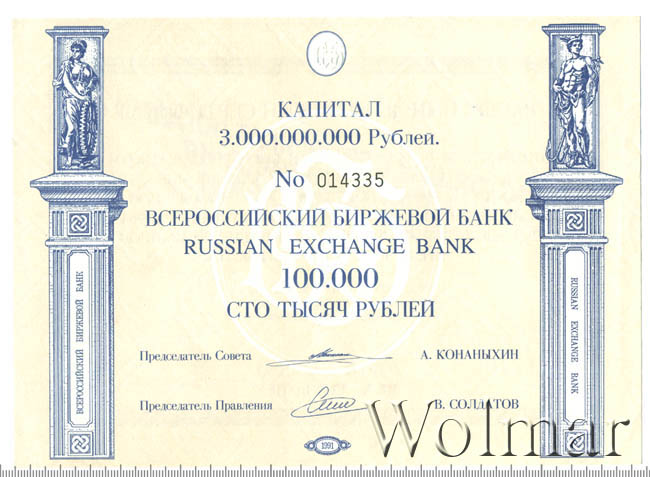 КАПИТАЛ
3.000.000.000 Рублей.
No 014335
ВСЕРОССИЙСКИЙ БИРЖЕВОЙ БАНК
RUSSIAN EXCHANGE BANK
100.000
СТО ТЫСЯЧ РУБЛЕЙ
Председатель Совета А. КОНАНЫХИН
Председатель Правления В. СОЛДАТОВ
1991
ВСЕРОССИЙСКИЙ БИРЖЕВОЙ БАНК
RUSSIAN EXCHANGE BANK
Wolmar